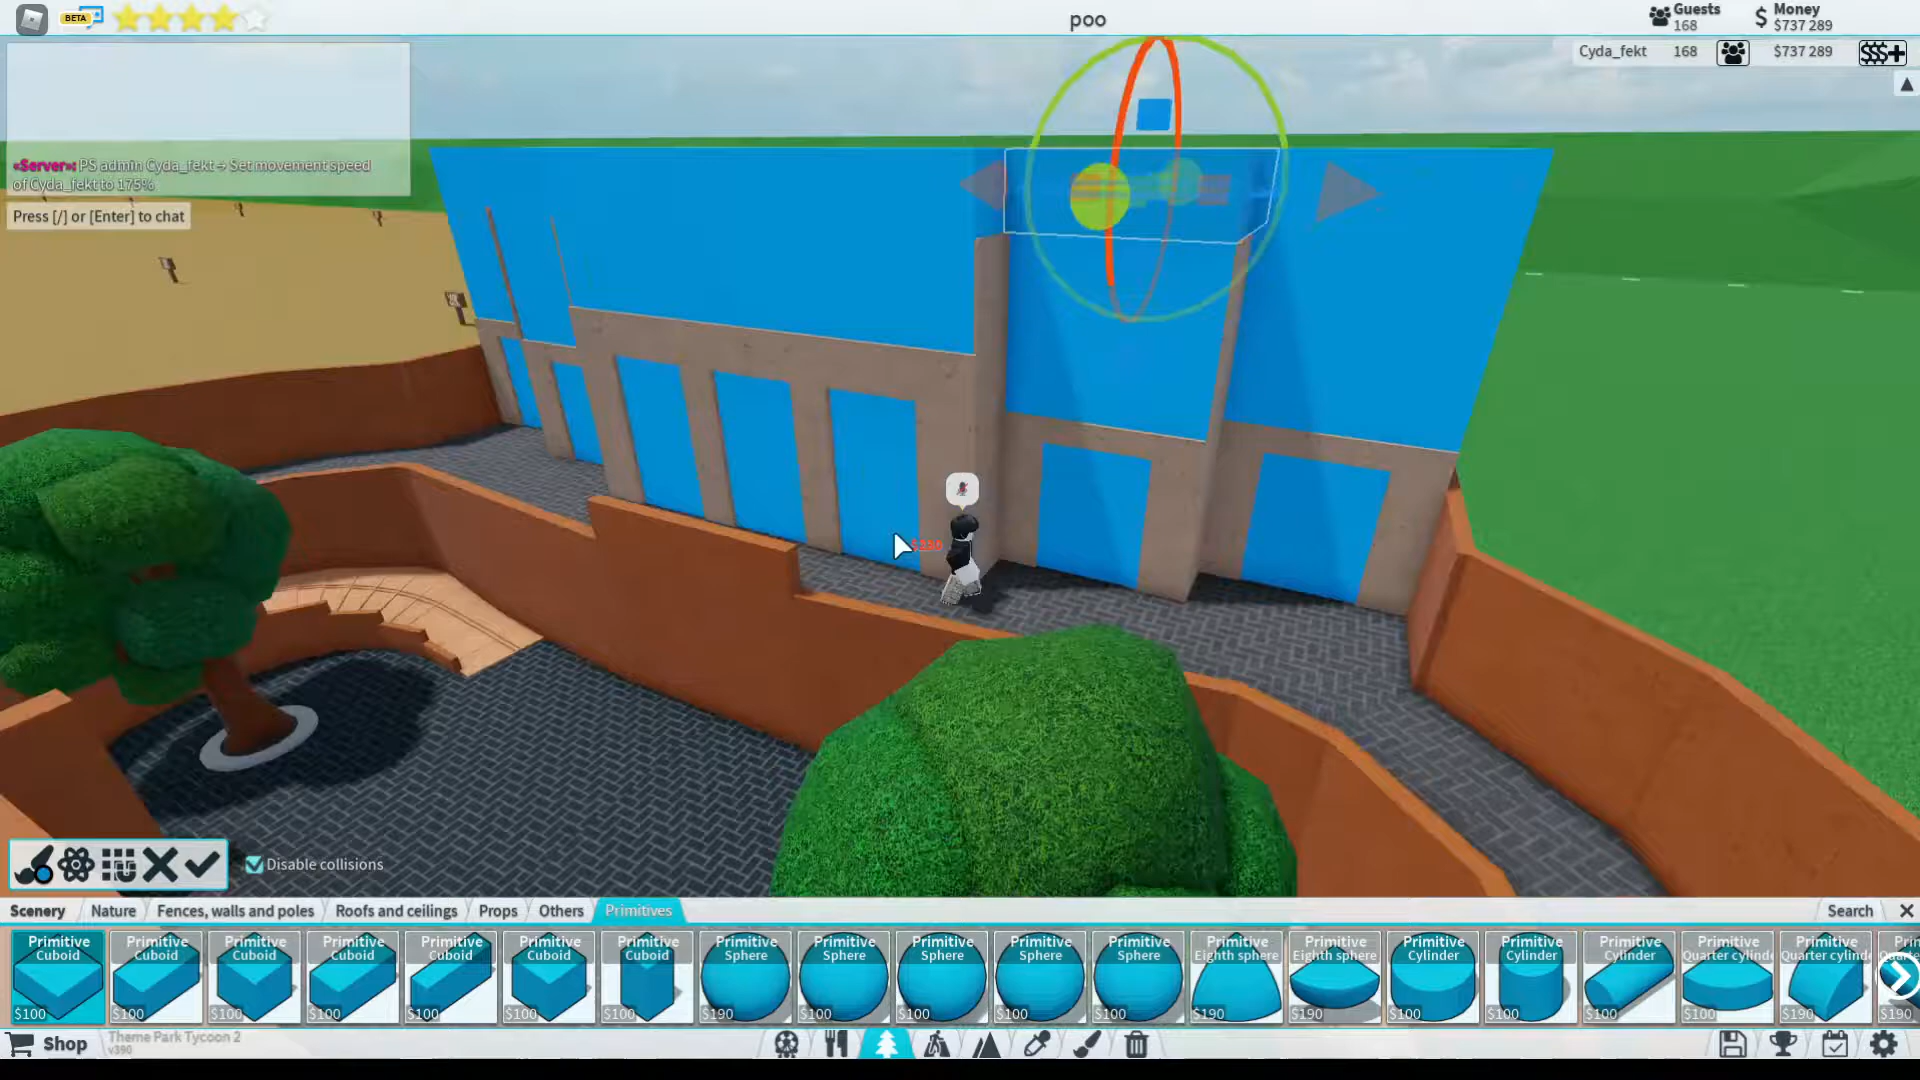 BETA
poo
Guests
168
Money
$737 289
Cyda_fekt 168 $737 289
$$$+
«Server»: PS admin Cyda_fekt → Set movement speed
of Cyda_fekt to 175%
Press [/] or [Enter] to chat
Disable collisions
Scenery Nature Fences, walls and poles Roofs and ceilings Props Others Primitives Search
Primitive Cuboid $100
Primitive Cuboid $100
Primitive Cuboid $100
Primitive Cuboid $100
Primitive Cuboid $100
Primitive Cuboid $100
Primitive Cuboid $100
Primitive Sphere $190
Primitive Sphere $100
Primitive Sphere $100
Primitive Sphere $100
Primitive Sphere $100
Primitive Eighth sphere $190
Primitive Eighth sphere $190
Primitive Cylinder $100
Primitive Cylinder $100
Primitive Cylinder $100
Primitive Quarter cylind $100
Primitive Quarter cylind $190
$190
Shop
Theme Park Tycoon 2
v390